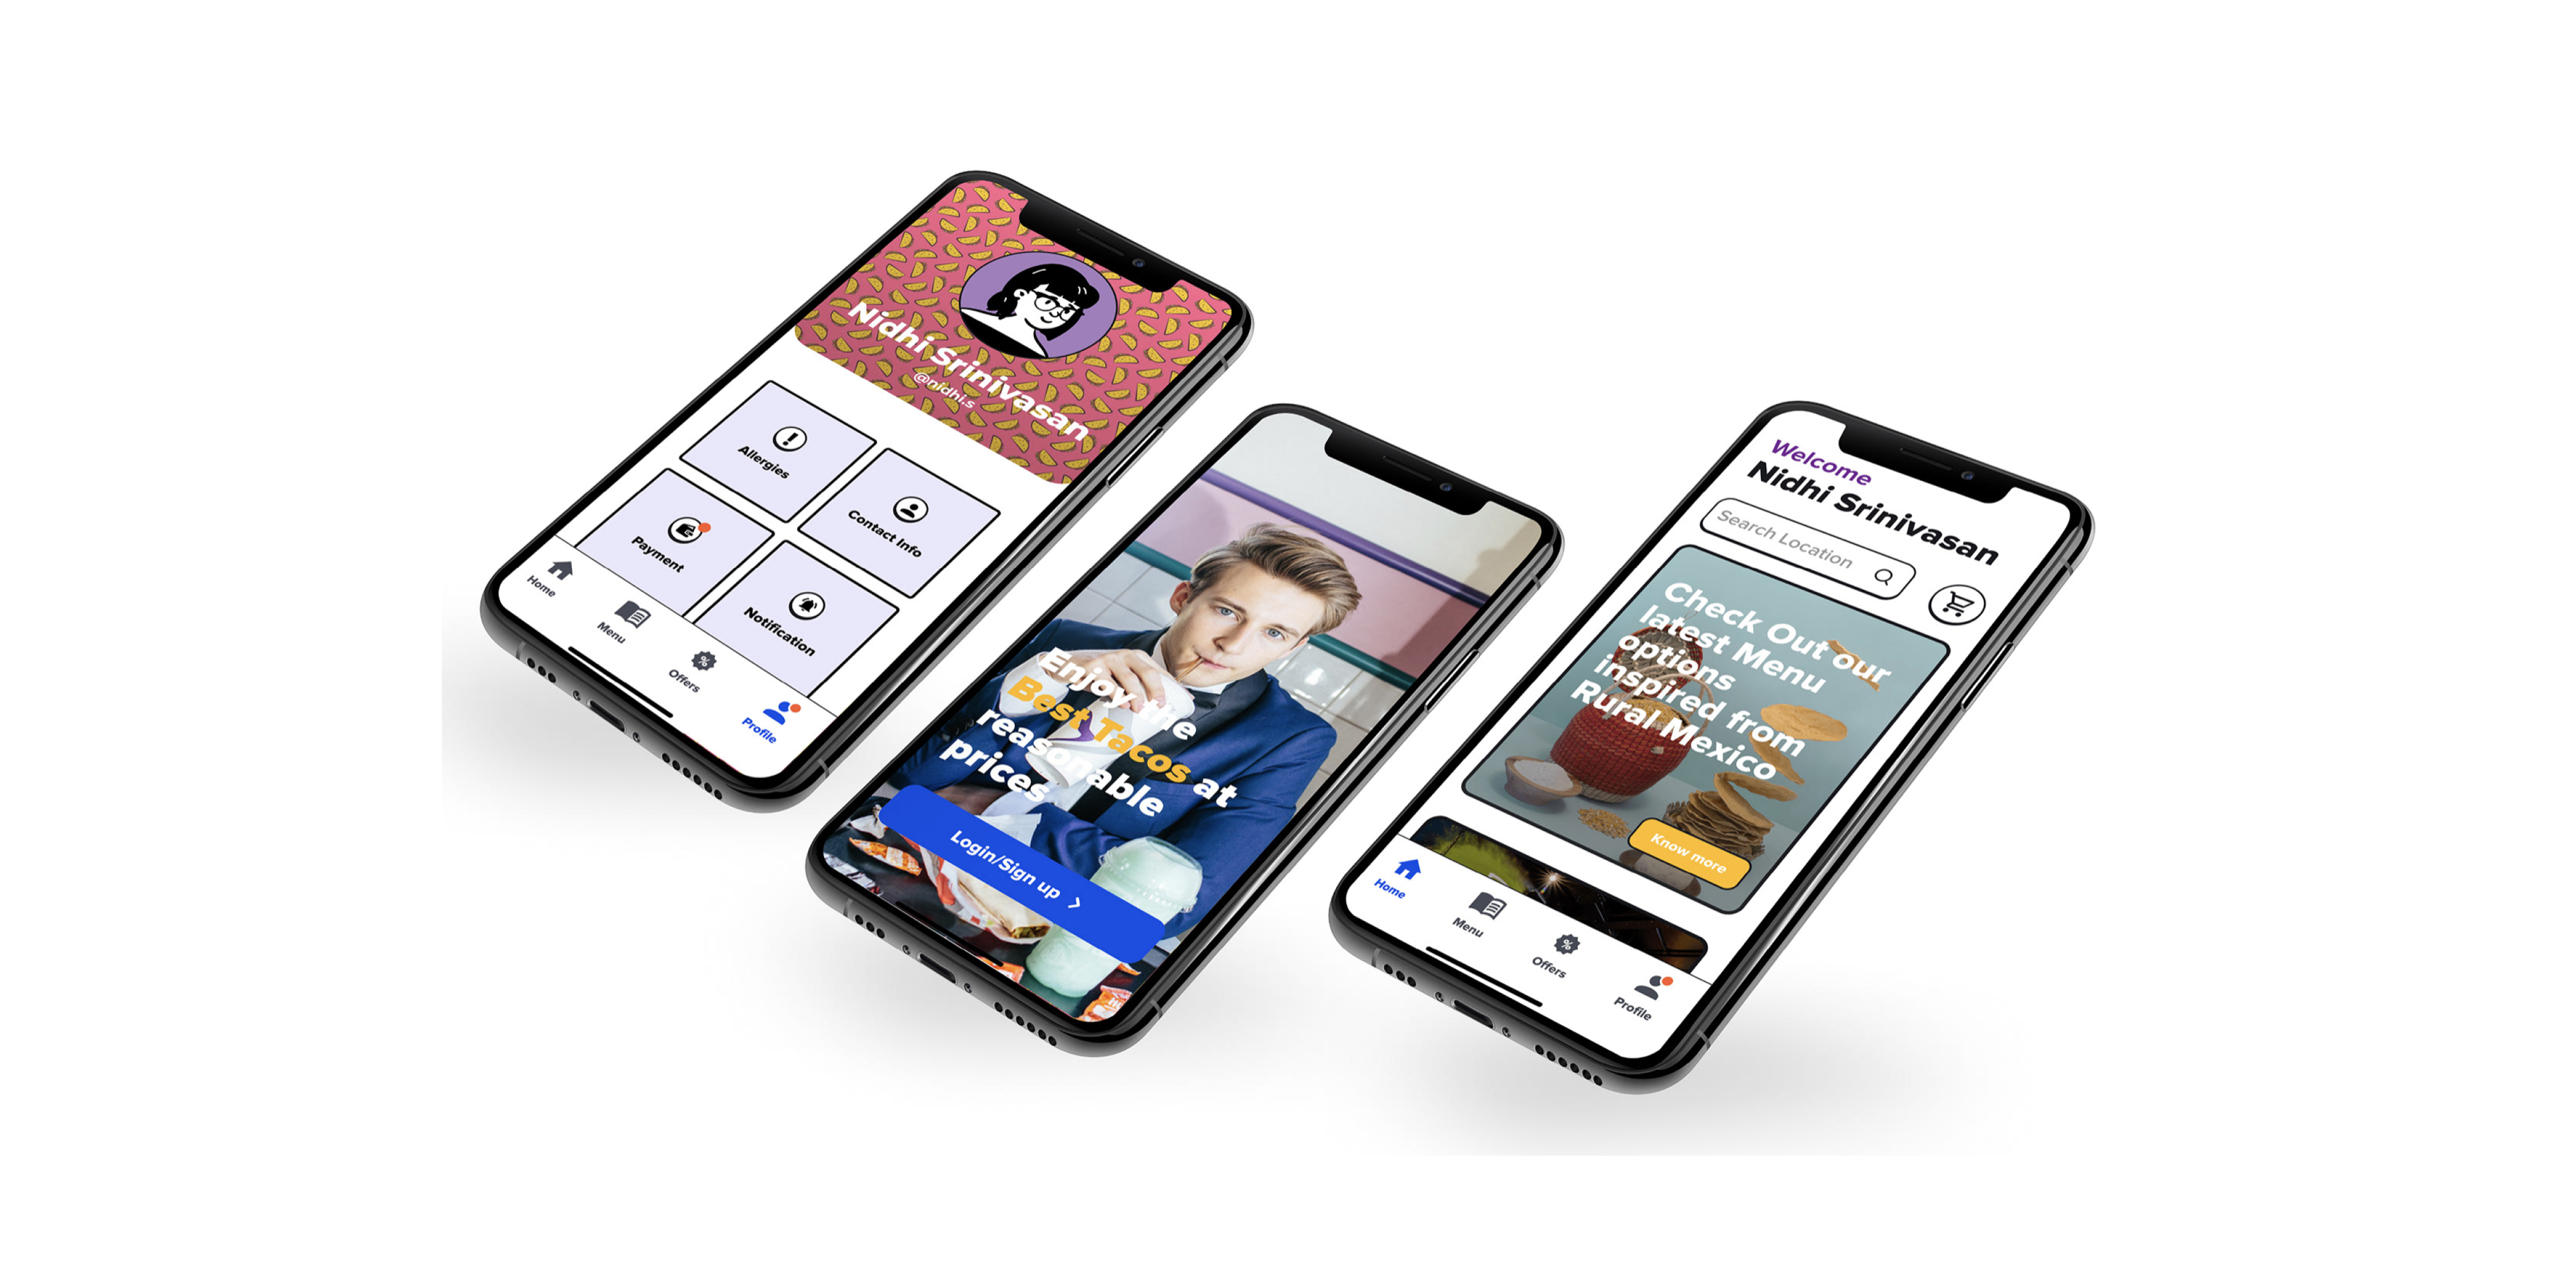 Nidhi Srinivasan
@nidhi.s
Allergies
Contact Info
Payment
Notification
Home
Menu
Offers
Profile
Enjoy the
Best Tacos at
reasonable
prices
Login/Sign up >
Welcome
Nidhi Srinivasan
Search Location
Check Out our
latest Menu
options
inspired from
Rural Mexico
Know more
Home
Menu
Offers
Profile